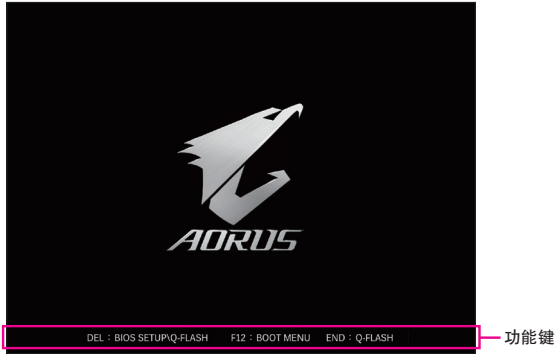 AORUS
DEL : BIOS SETUP\Q-FLASH F12 : BOOT MENU END : Q-FLASH
功能键